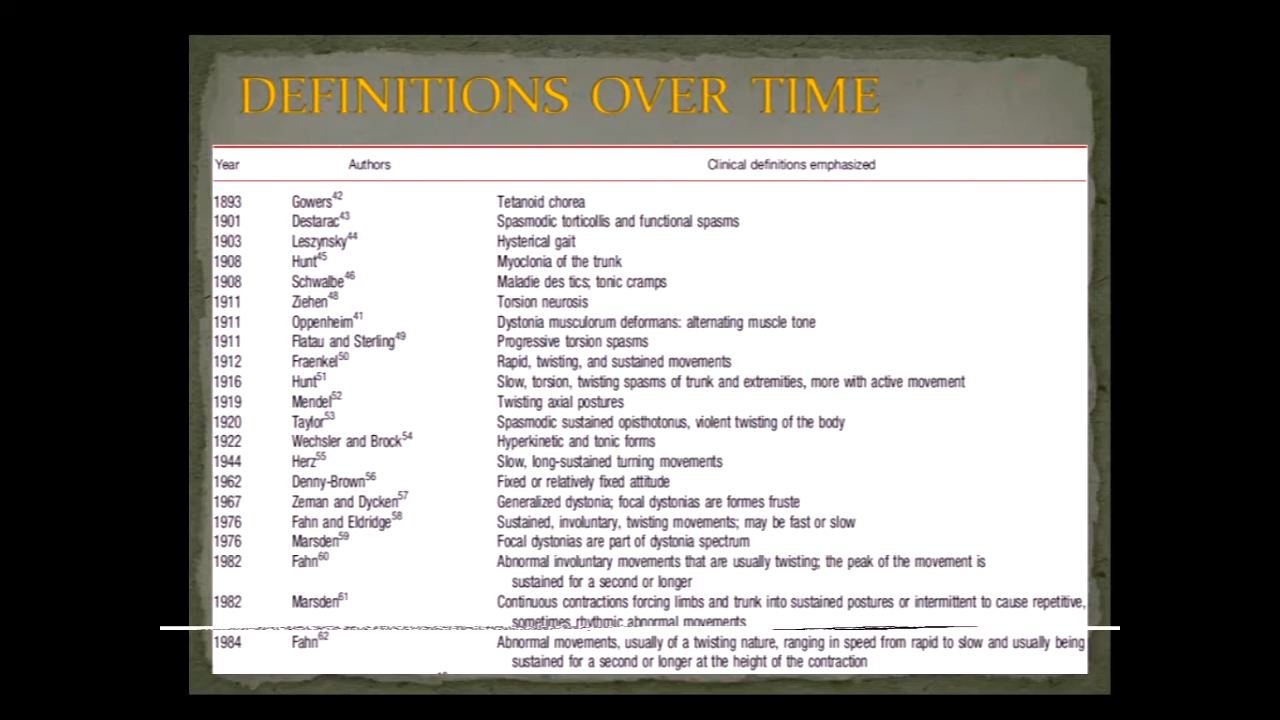 DEFINITIONS OVER TIME
Year Authors Clinical definitions emphasized
1893 Gowers42 Tetanoid chorea
1901 Destarac43 Spasmodic torticollis and functional spasms
1903 Leszynsky44 Hysterical gait
1908 Hunt45 Myoclonia of the trunk
1908 Schwalbe46 Maladie des tics; tonic cramps
1911 Ziehen48 Torsion neurosis
1911 Oppenheim41 Dystonia musculorum deformans: alternating muscle tone
1911 Flatau and Sterling49 Progressive torsion spasms
1912 Fraenkel50 Rapid, twisting, and sustained movements
1916 Hunt51 Slow, torsion, twisting spasms of trunk and extremities, more with active movement
1919 Mendel52 Twisting axial postures
1920 Taylor53 Spasmodic sustained opisthotonus, violent twisting of the body
1922 Wechsler and Brock54 Hyperkinetic and tonic forms
1944 Herz55 Slow, long-sustained turning movements
1962 Denny-Brown56 Fixed or relatively fixed attitude
1967 Zeman and Dycken57 Generalized dystonia; focal dystonias are formes fruste
1976 Fahn and Eldridge58 Sustained, involuntary, twisting movements; may be fast or slow
1976 Marsden59 Focal dystonias are part of dystonia spectrum
1982 Fahn60 Abnormal involuntary movements that are usually twisting; the peak of the movement is
sustained for a second or longer
1982 Marsden61 Continuous contractions forcing limbs and trunk into sustained postures or intermittent to cause repetitive,
sometimes rhythmic abnormal movements
1984 Fahn62 Abnormal movements, usually of a twisting nature, ranging in speed from rapid to slow and usually being
sustained for a second or longer at the height of the contraction